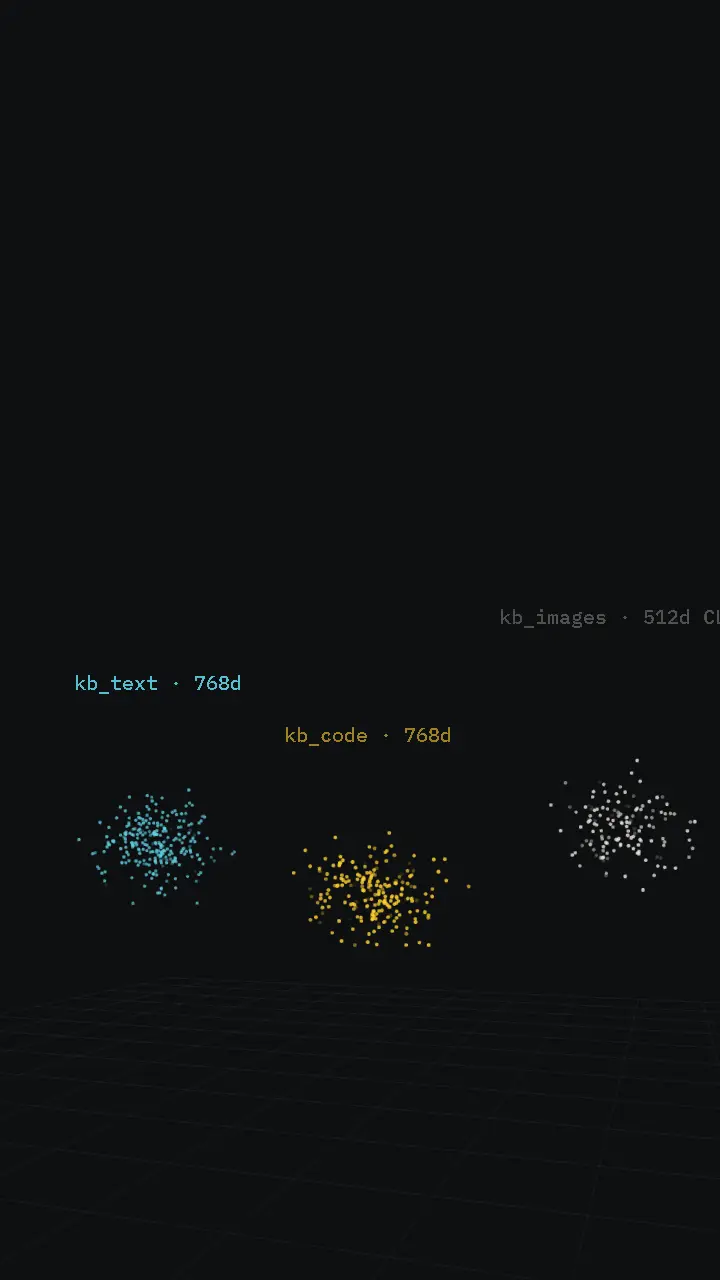 kb_images · 512d
kb_text · 768d
kb_code · 768d